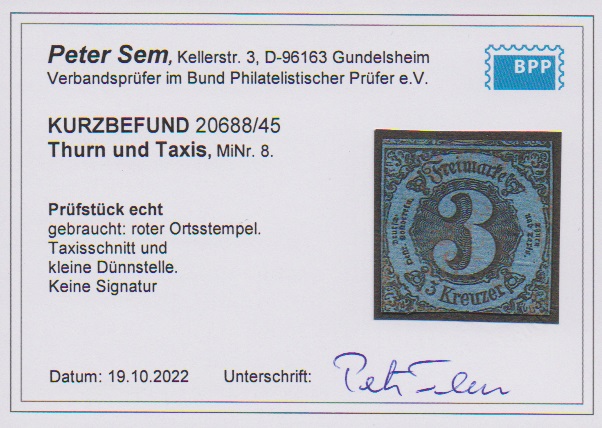 Peter Sem, Kellerstr. 3, D-96163 Gundelsheim
Verbandsprüfer im Bund Philatelistischer Prüfer e.V.
BPP
KURZBEFUND 20688/45
Thurn und Taxis, MiNr. 8.
Prüfstück echt
gebraucht: roter Ortsstempel.
Taxisschnitt und
kleine Dünnstelle.
Keine Signatur
Freimarke
3
3 Kreuzer
Datum: 19.10.2022 Unterschrift: